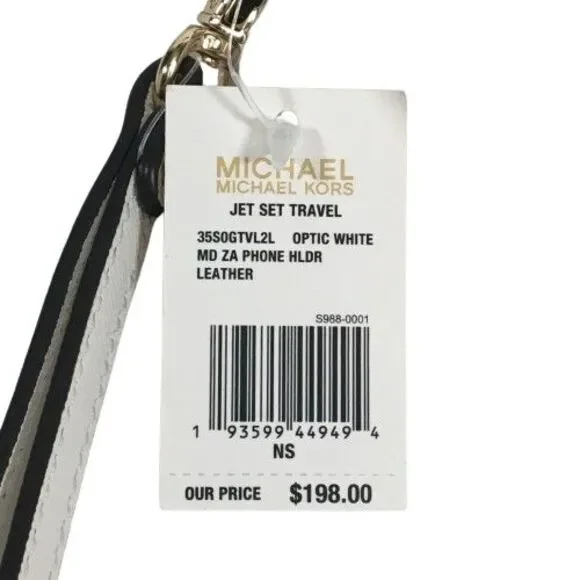 MICHAEL
MICHAEL KORS
JET SET TRAVEL
35S0GTVL2L OPTIC WHITE
MD ZA PHONE HLDR
LEATHER
S988-0001
1 93599 44949 4
NS
OUR PRICE $198.00